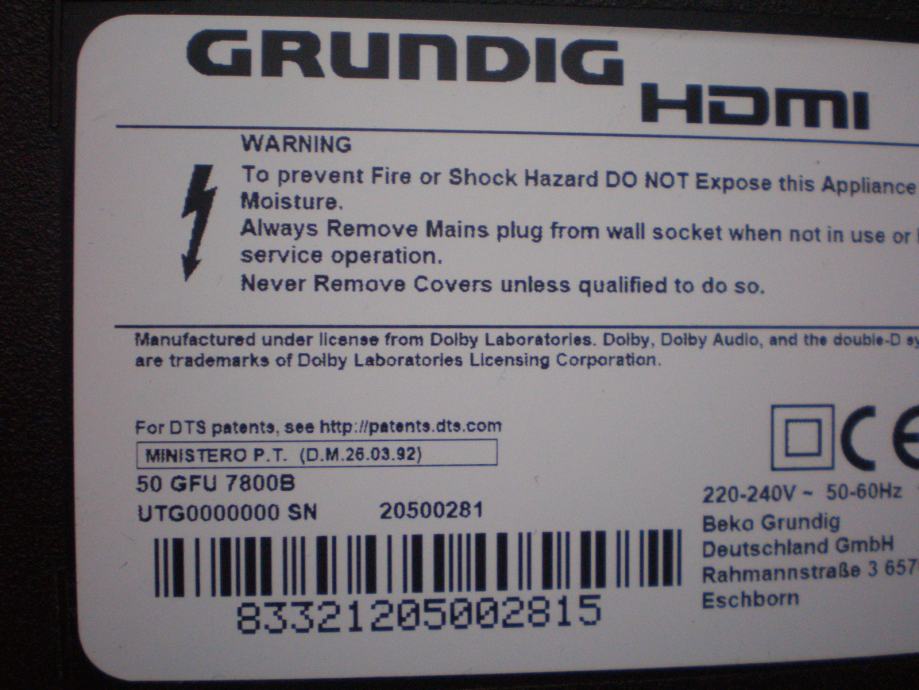 GRUNDIG
HDMI
WARNING
To prevent Fire or Shock Hazard DO NOT Expose this Appliance
Moisture.
Always Remove Mains plug from wall socket when not in use or
service operation.
Never Remove Covers unless qualified to do so.
Manufactured under license from Dolby Laboratories. Dolby, Dolby Audio, and the double-D
are trademarks of Dolby Laboratories Licensing Corporation.
For DTS patents, see http://patents.dts.com
MINISTERO P.T. (D.M.26.03.92)
50 GFU 7800B
UTG0000000 SN 20500281
83321205002815
CE
220-240V ~ 50-60Hz
Beko Grundig
Deutschland GmbH
Rahmannstraße 3 657
Eschborn